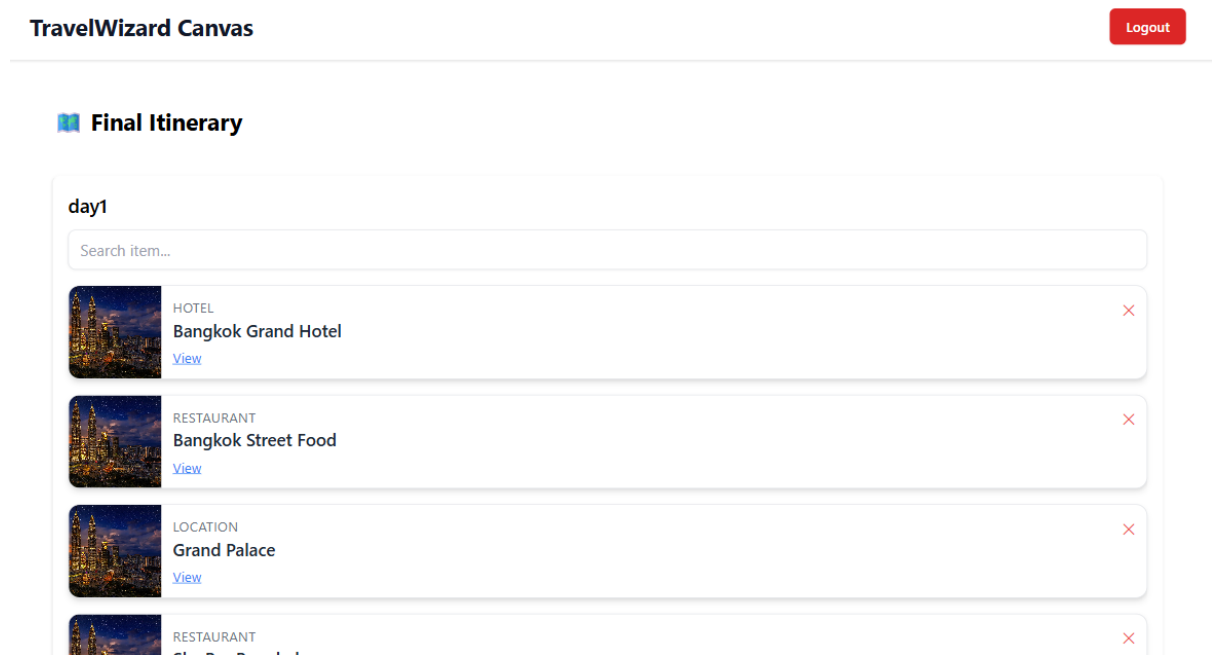 TravelWizard Canvas
Logout
Final Itinerary
day1
Search item...
HOTEL
Bangkok Grand Hotel
View
RESTAURANT
Bangkok Street Food
View
LOCATION
Grand Palace
View
RESTAURANT